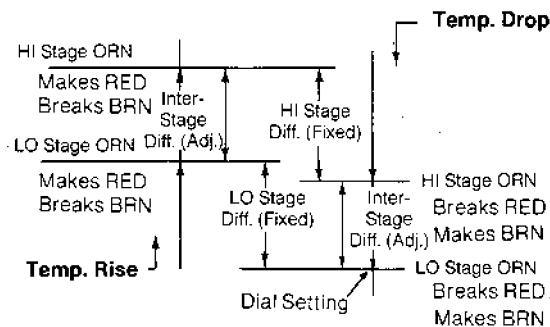 Temp. Drop
HI Stage ORN
Makes RED
Breaks BRN
Inter-
Stage
Diff. (Adj.)
HI Stage
Diff. (Fixed)
LO Stage ORN
Makes RED
Breaks BRN
LO Stage
Diff. (Fixed)
Inter-
Stage
Diff. (Adj.)
HI Stage ORN
Breaks RED
Makes BRN
Temp. Rise
Dial Setting
LO Stage ORN
Breaks RED
Makes BRN